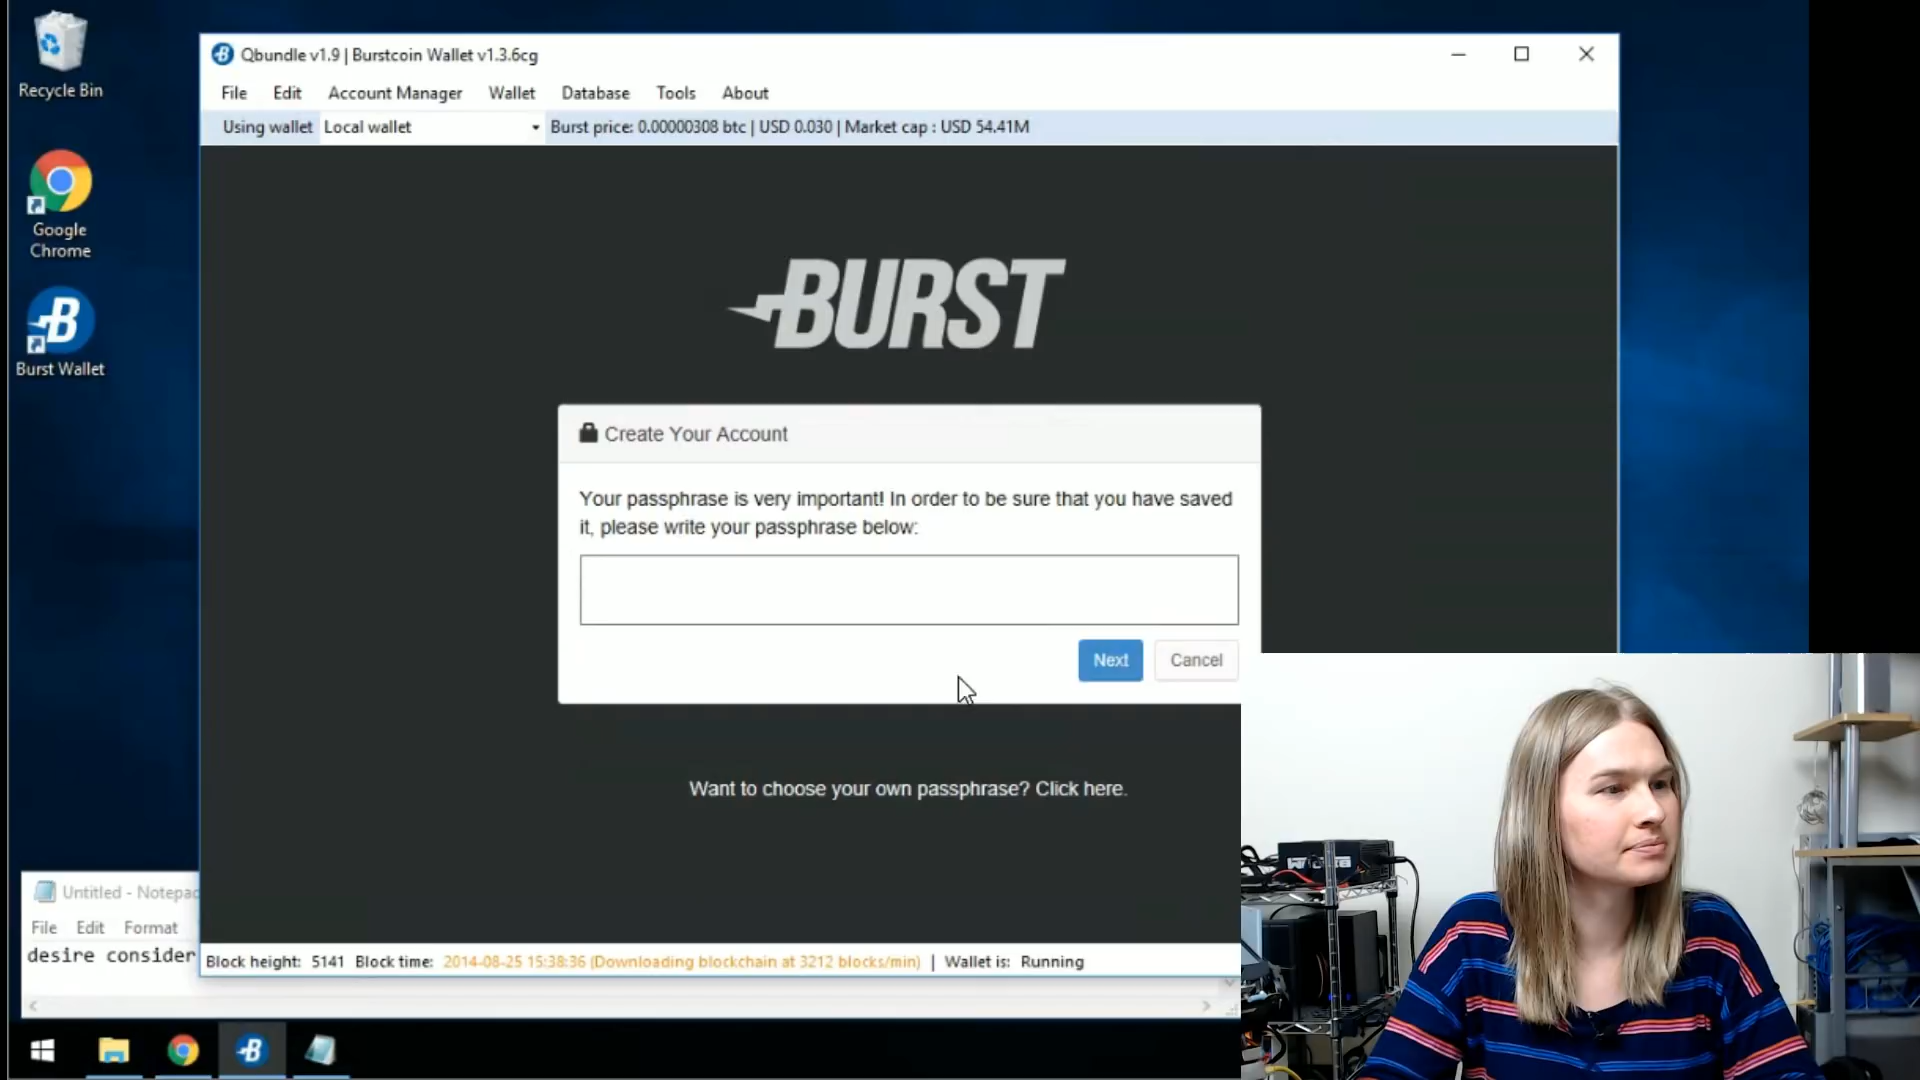 Recycle Bin
Google
Chrome
Burst Wallet
Qbundle v1.9 | Burstcoin Wallet v1.3.6cg
File Edit Account Manager Wallet Database Tools About
Using wallet Local wallet Burst price: 0.00000308 btc | USD 0.030 | Market cap : USD 54.41M
BURST
Create Your Account
Your passphrase is very important! In order to be sure that you have saved
it, please write your passphrase below:
Next Cancel
Want to choose your own passphrase? Click here.
Block height: 5141 Block time: 2014-08-25 15:38:36 (Downloading blockchain at 3212 blocks/min) | Wallet is: Running
Untitled - Notepad
File Edit Format
desire consider